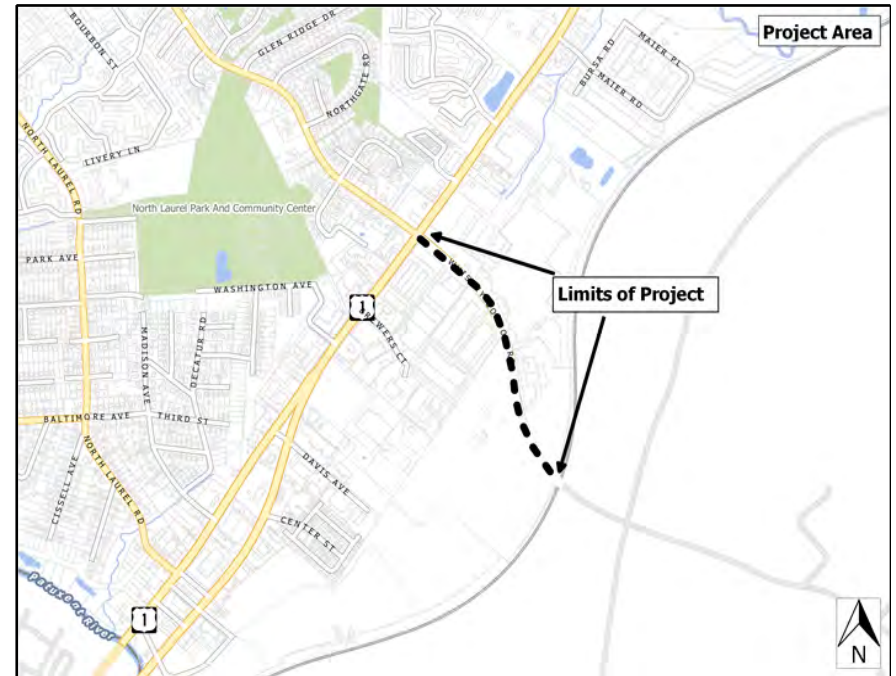 Project Area
BOURBON ST
GLEN RIDGE DR
NORTHGATE RD
BURSA RD
MAIER PL
MAIER RD
NORTH LAUREL RD
LIVERY LN
North Laurel Park And Community Center
PARK AVE
WASHINGTON AVE
Limits of Project
1
MADISON AVE
DECATUR RD
BALTIMORE AVE
THIRD ST
NORTH LAUREL RD
CISSELL AVE
DAVIS AVE
CENTER ST
Patuxent River
1
N